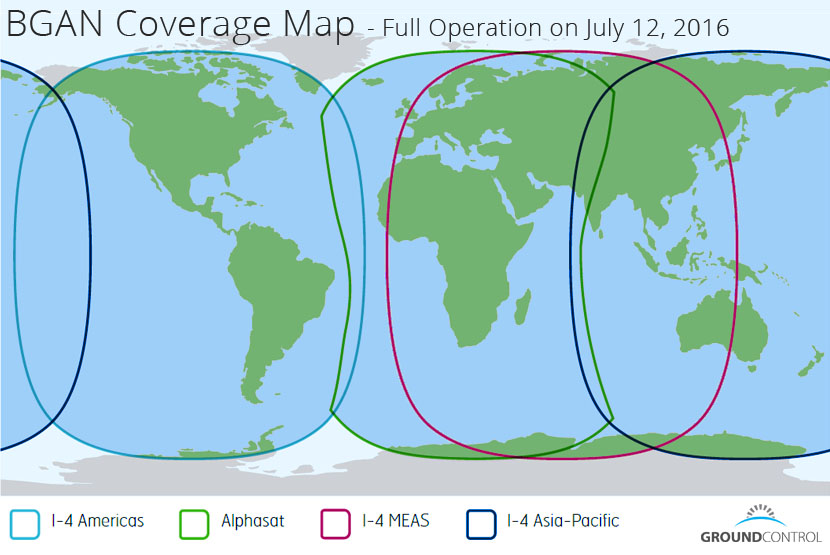 BGAN Coverage Map - Full Operation on July 12, 2016
I-4 Americas
Alphasat
I-4 MEAS
I-4 Asia-Pacific
GROUNDCONTROL